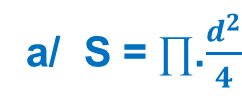 a/ S = ∏.d²/4